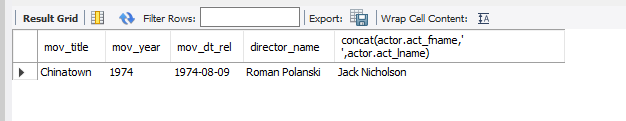 Result Grid Filter Rows: Export: Wrap Cell Content:
concat(actor.act_fname,'
mov_title mov_year mov_dt_rel director_name ',actor.act_lname)
Chinatown 1974 1974-08-09 Roman Polanski Jack Nicholson